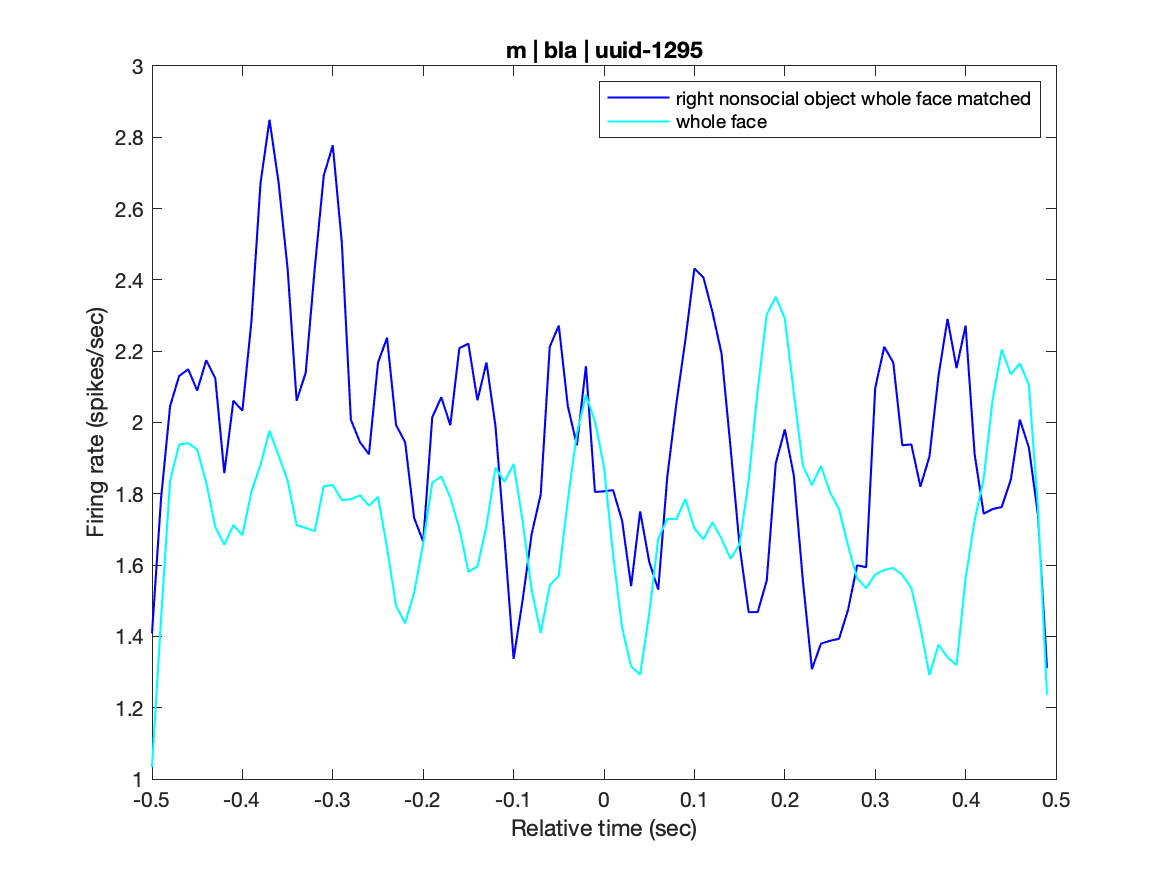 m | bla | uuid-1295
right nonsocial object whole face matched
whole face
Firing rate (spikes/sec)
3
2.8
2.6
2.4
2.2
2
1.8
1.6
1.4
1.2
1
-0.5 -0.4 -0.3 -0.2 -0.1 0 0.1 0.2 0.3 0.4 0.5
Relative time (sec)